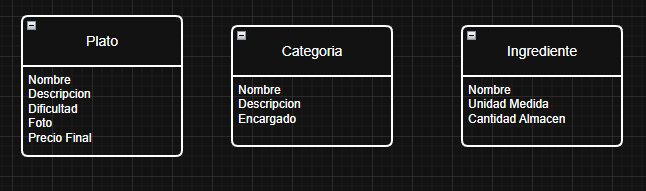 Plato
Nombre
Descripcion
Dificultad
Foto
Precio Final
Categoria
Nombre
Descripcion
Encargado
Ingrediente
Nombre
Unidad Medida
Cantidad Almacen